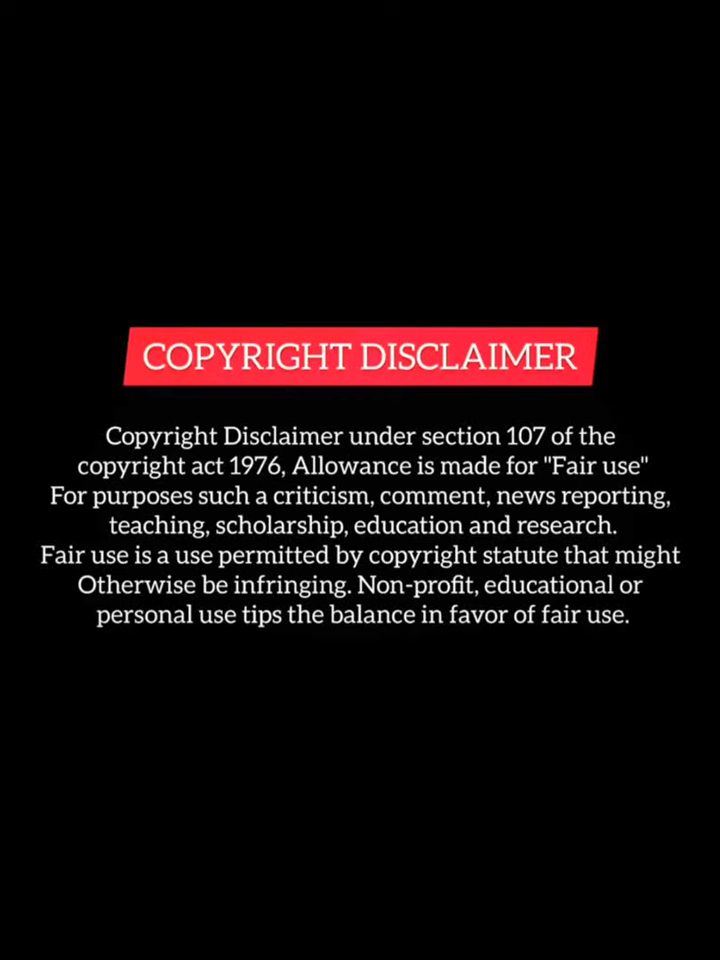 COPYRIGHT DISCLAIMER
Copyright Disclaimer under section 107 of the
copyright act 1976, Allowance is made for "Fair use"
For purposes such a criticism, comment, news reporting,
teaching, scholarship, education and research.
Fair use is a use permitted by copyright statute that might
Otherwise be infringing. Non-profit, educational or
personal use tips the balance in favor of fair use.